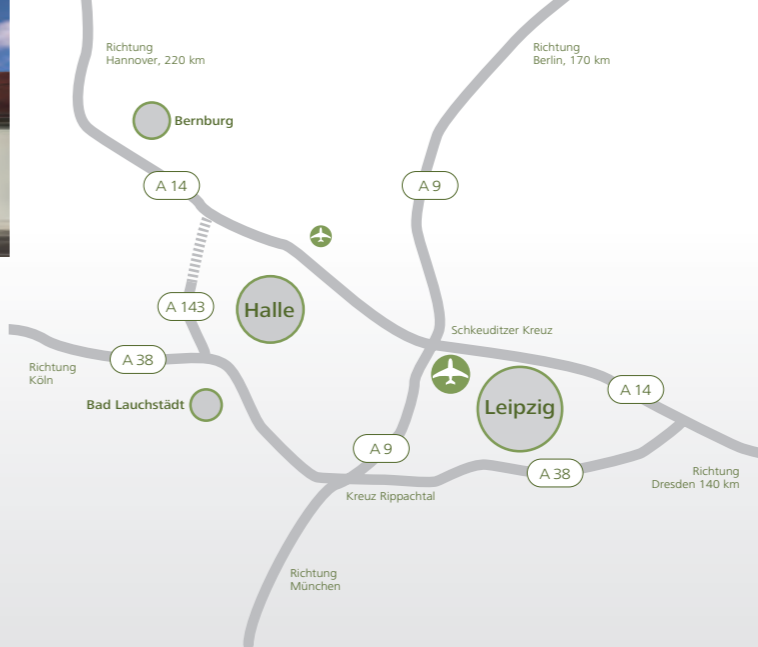 Richtung
Hannover, 220 km
Richtung
Berlin, 170 km
Bernburg
A 14
A 9
A 143
Halle
Schkeuditzer Kreuz
A 38
Richtung
Köln
Bad Lauchstädt
Leipzig
A 14
A 9
A 38
Richtung
Dresden 140 km
Kreuz Rippachtal
Richtung
München